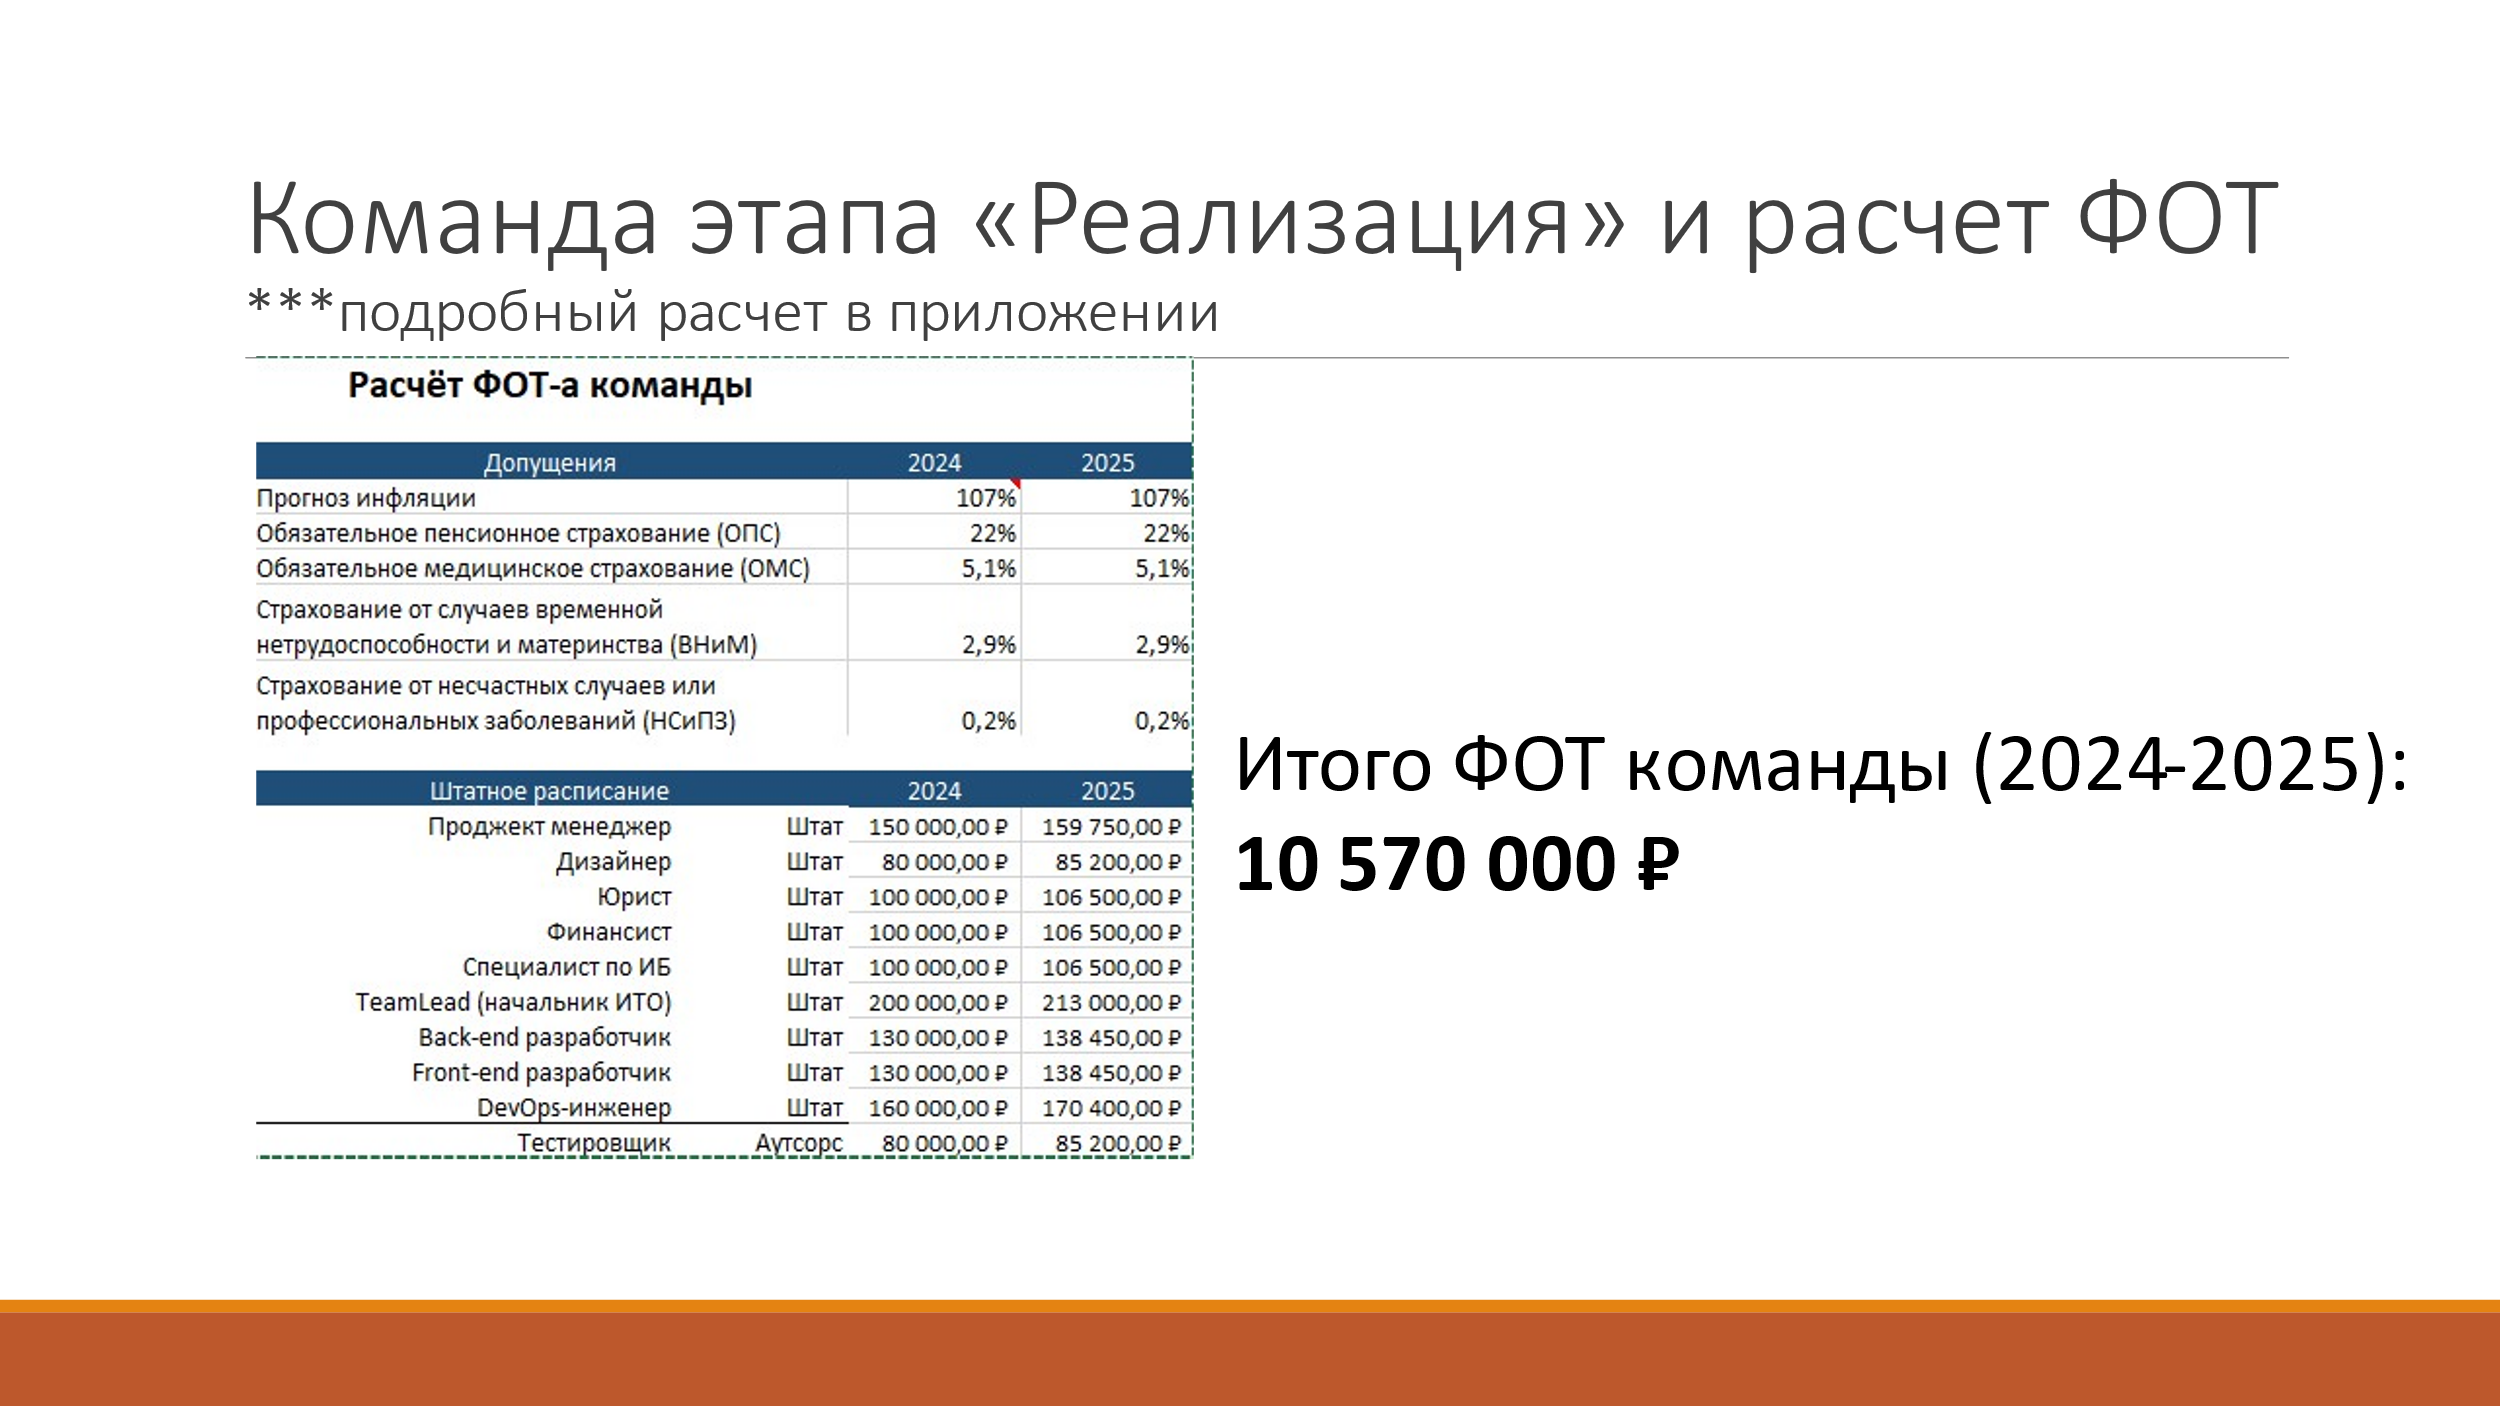 Команда этапа «Реализация» и расчет ФОТ
***подробный расчет в приложении
Расчёт ФОТ-а команды
Допущения 2024 2025
Прогноз инфляции 107% 107%
Обязательное пенсионное страхование (ОПС) 22% 22%
Обязательное медицинское страхование (ОМС) 5,1% 5,1%
Страхование от случаев временной
нетрудоспособности и материнства (ВНиМ) 2,9% 2,9%
Страхование от несчастных случаев или
профессиональных заболеваний (НСиПЗ) 0,2% 0,2%
Штатное расписание 2024 2025
Проджект менеджер Штат 150 000,00 ₽ 159 750,00 ₽
Дизайнер Штат 80 000,00 ₽ 85 200,00 ₽
Юрист Штат 100 000,00 ₽ 106 500,00 ₽
Финансист Штат 100 000,00 ₽ 106 500,00 ₽
Специалист по ИБ Штат 100 000,00 ₽ 106 500,00 ₽
TeamLead (начальник ИТО) Штат 200 000,00 ₽ 213 000,00 ₽
Back-end разработчик Штат 130 000,00 ₽ 138 450,00 ₽
Front-end разработчик Штат 130 000,00 ₽ 138 450,00 ₽
DevOps-инженер Штат 160 000,00 ₽ 170 400,00 ₽
Тестировщик Аутсорс 80 000,00 ₽ 85 200,00 ₽
Итого ФОТ команды (2024-2025):
10 570 000 ₽